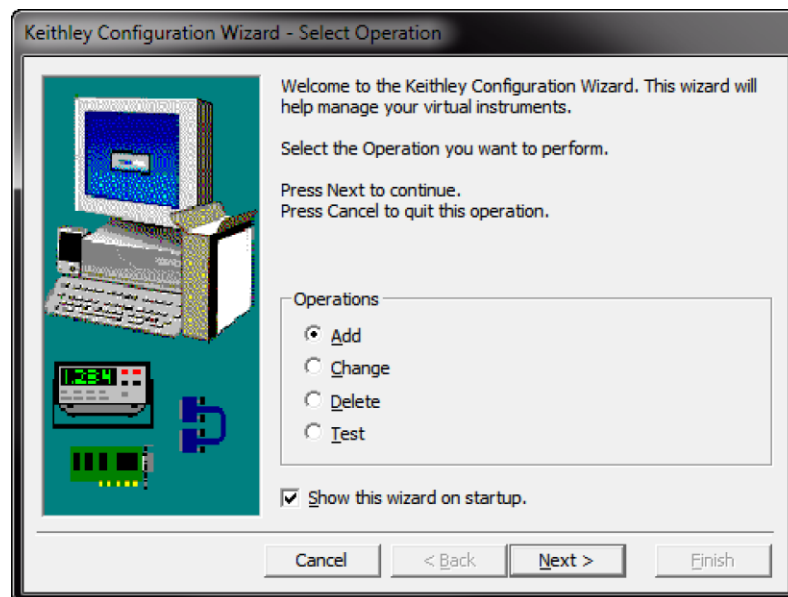 Keithley Configuration Wizard - Select Operation
Welcome to the Keithley Configuration Wizard. This wizard will
help manage your virtual instruments.
Select the Operation you want to perform.
Press Next to continue.
Press Cancel to quit this operation.
Operations
Add
Change
Delete
Test
1.234
Show this wizard on startup.
Cancel
< Back
Next >
Finish